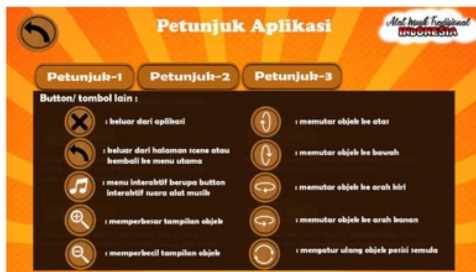 Petunjuk Aplikasi
Alat Musik Tradisional
INDONESIA
Petunjuk-1
Petunjuk-2
Petunjuk-3
Button/ tombol lain :
: keluar dari aplikasi
: keluar dari halaman scene atau
kembali ke menu utama
: menu interaktif berupa button
interaktif suara alat musik
: memperbesar tampilan objek
: memperkecil tampilan objek
: memutar objek ke atas
: memutar objek ke bawah
: memutar objek ke arah kiri
: memutar objek ke arah kanan
: mengatur ulang objek posisi semula